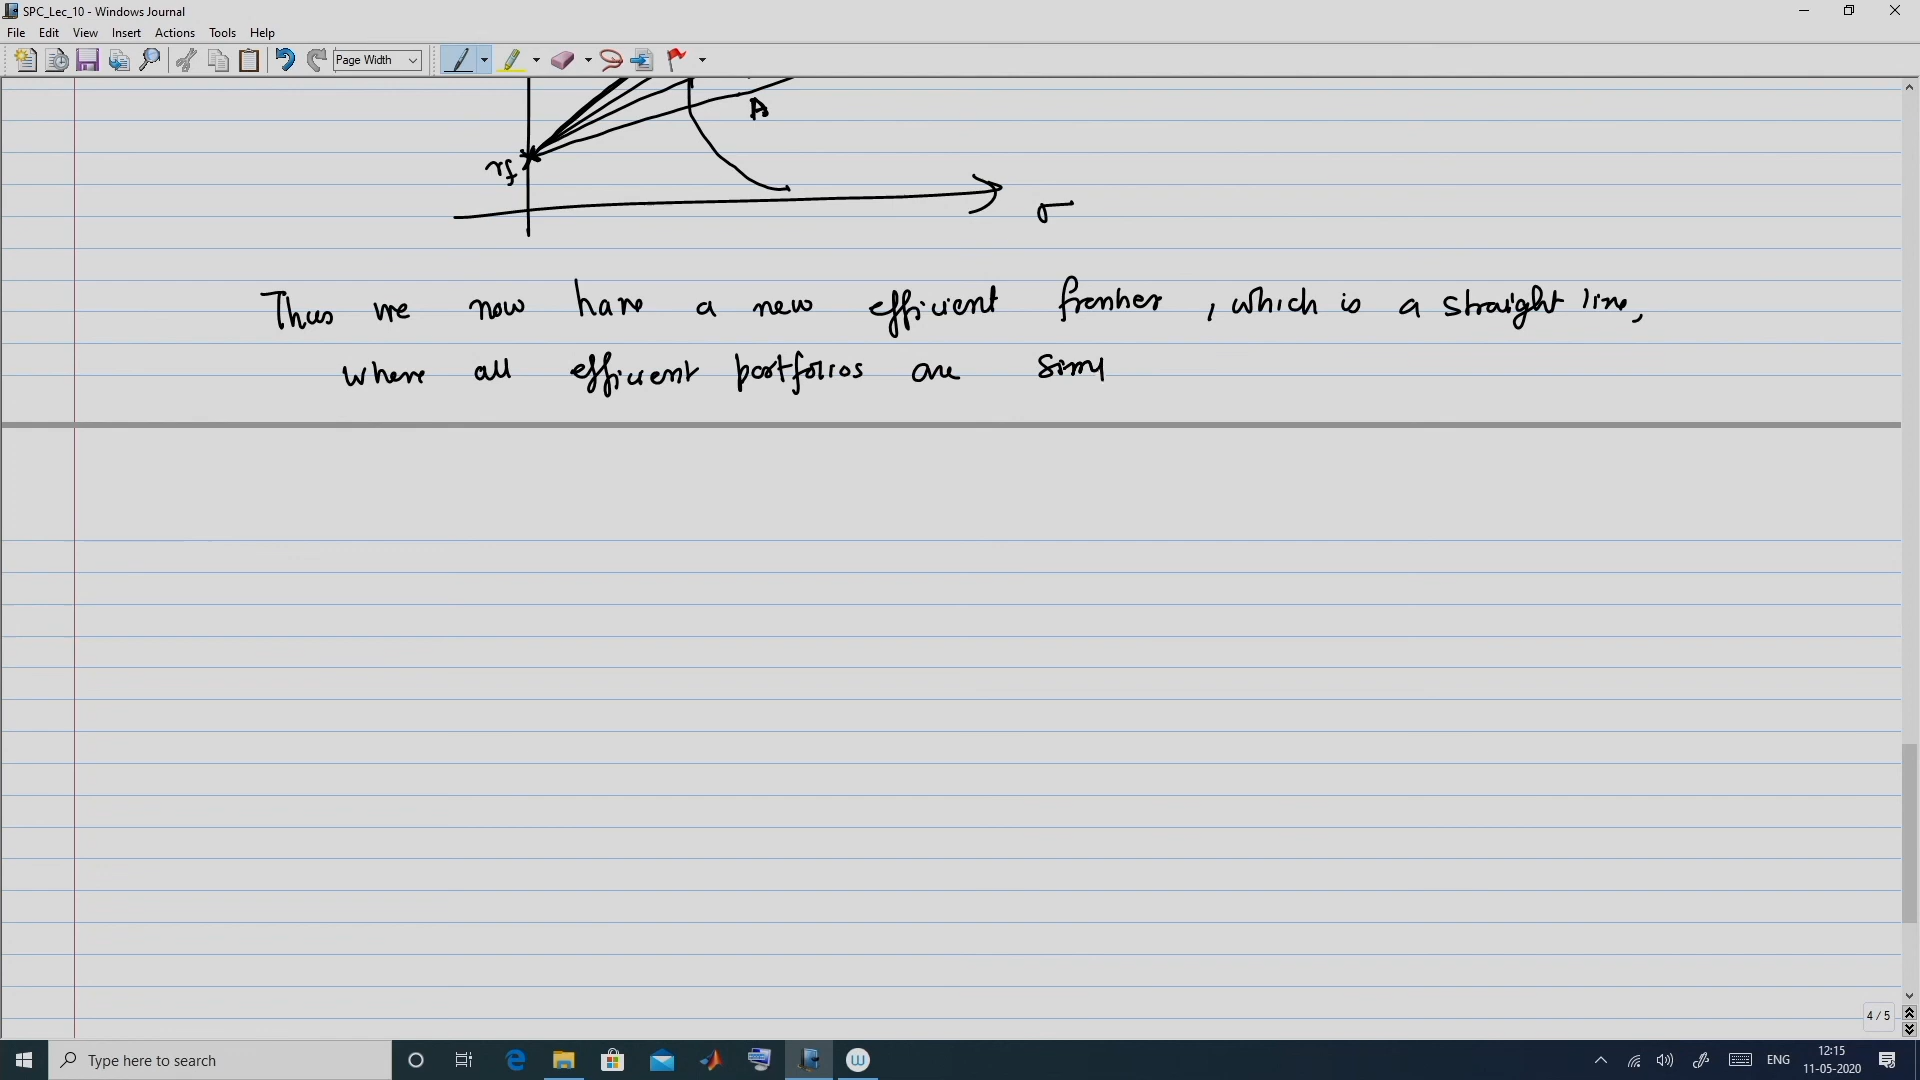 SPC_Lec_10 - Windows Journal
File Edit View Insert Actions Tools Help
Page Width
A
rf
σ
Thus we now have a new efficient frontier, which is a straight line,
where all efficient portfolios are simp
4 / 5
Type here to search
ENG
12:15
11-05-2020